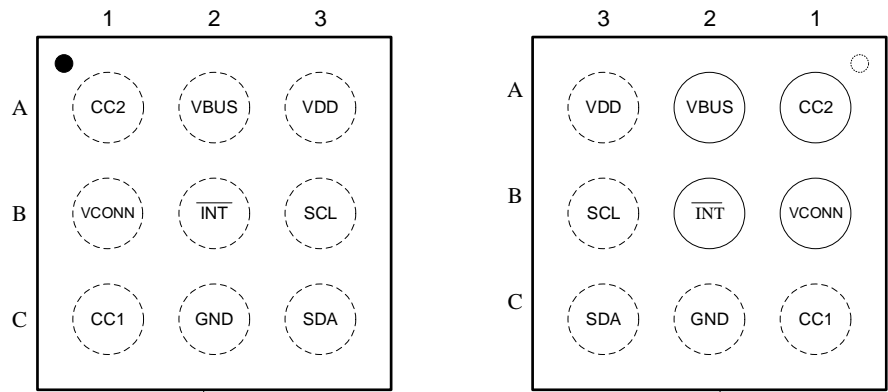 1 2 3
A CC2 VBUS VDD
B VCONN INT SCL
C CC1 GND SDA
3 2 1
A VDD VBUS CC2
B SCL INT VCONN
C SDA GND CC1